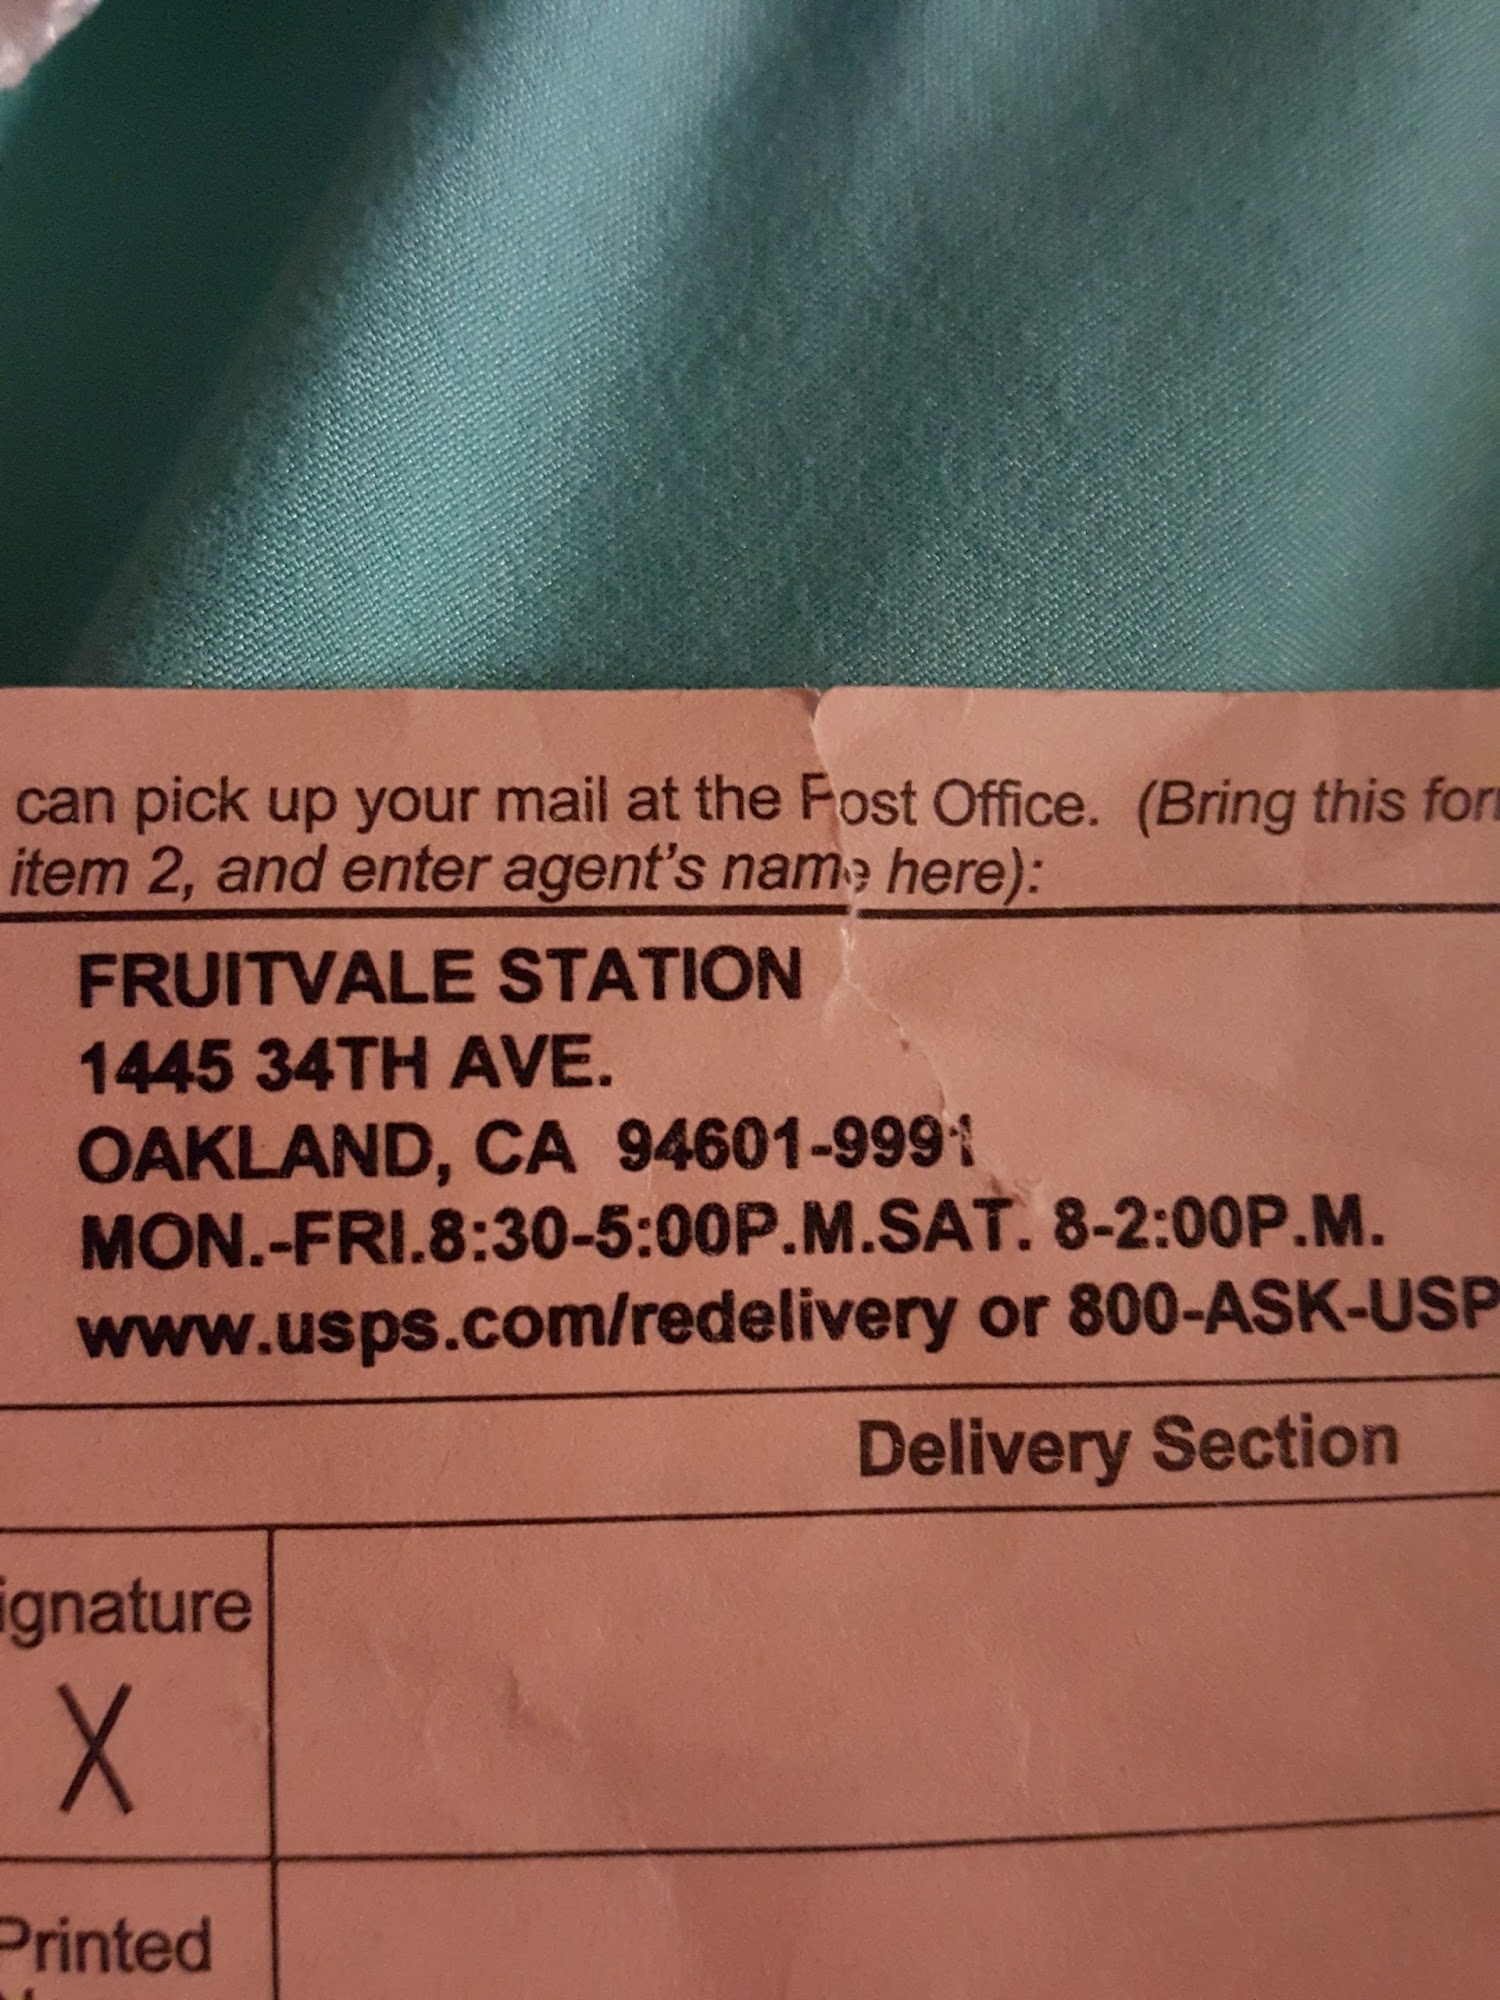 can pick up your mail at the Post Office. (Bring this for
item 2, and enter agent's name here):
FRUITVALE STATION
1445 34TH AVE.
OAKLAND, CA 94601-9991
MON.-FRI.8:30-5:00P.M.SAT. 8-2:00P.M.
www.usps.com/redelivery or 800-ASK-USP
Delivery Section
ignature
X
Printed